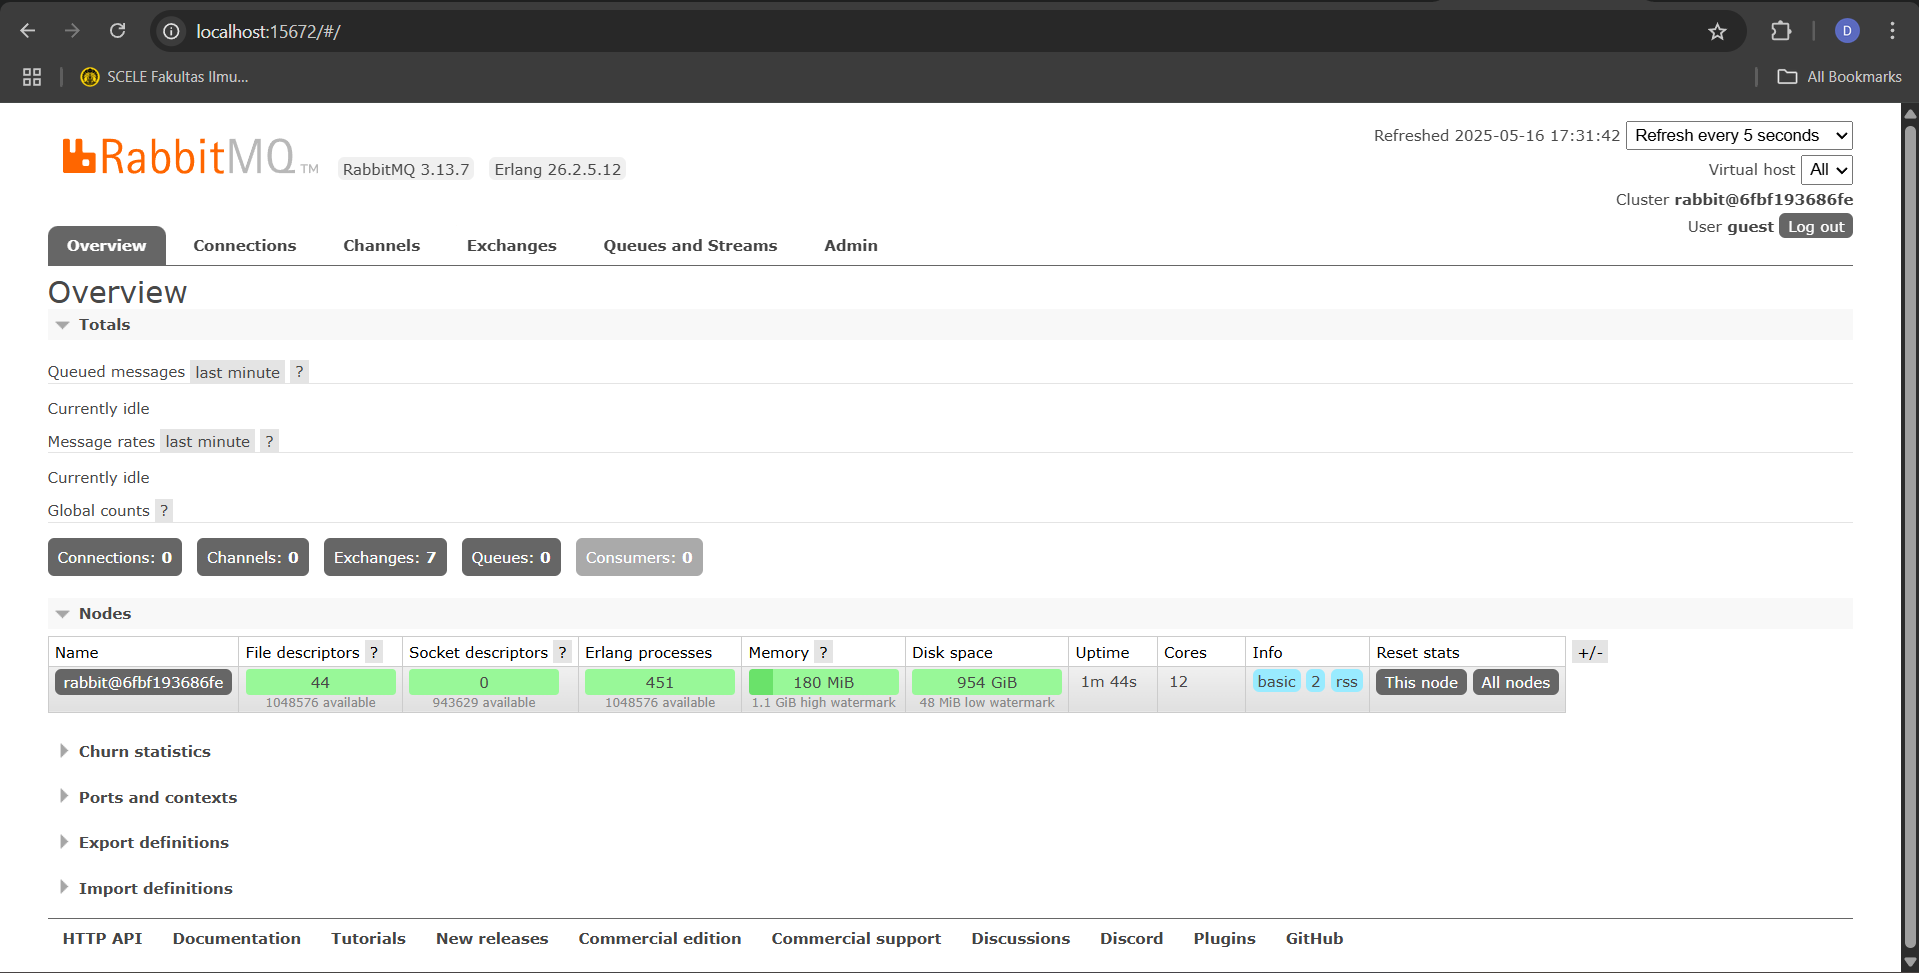 localhost:15672/#/
D
SCELE Fakultas Ilmu...
All Bookmarks
RabbitMQ TM
RabbitMQ 3.13.7
Erlang 26.2.5.12
Refreshed 2025-05-16 17:31:42
Refresh every 5 seconds
Virtual host All
Cluster rabbit@6fbf193686fe
User guest Log out
Overview Connections Channels Exchanges Queues and Streams Admin
Overview
Totals
Queued messages last minute ?
Currently idle
Message rates last minute ?
Currently idle
Global counts ?
Connections: 0 Channels: 0 Exchanges: 7 Queues: 0 Consumers: 0
Nodes
Name File descriptors ? Socket descriptors ? Erlang processes Memory ? Disk space Uptime Cores Info Reset stats +/-
rabbit@6fbf193686fe 44 0 451 180 MiB 954 GiB 1m 44s 12 basic 2 rss This node All nodes
1048576 available 943629 available 1048576 available 1.1 GiB high watermark 48 MiB low watermark
Churn statistics
Ports and contexts
Export definitions
Import definitions
HTTP API Documentation Tutorials New releases Commercial edition Commercial support Discussions Discord Plugins GitHub